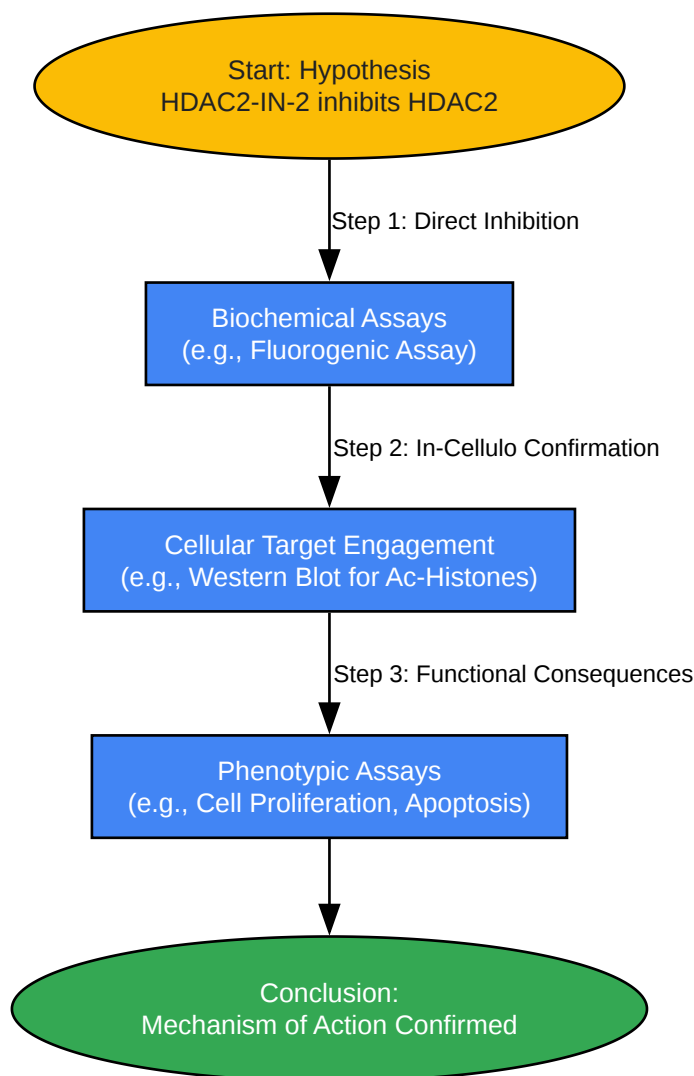 Start: Hypothesis
HDAC2-IN-2 inhibits HDAC2
Step 1: Direct Inhibition
Biochemical Assays
(e.g., Fluorogenic Assay)
Step 2: In-Cellulo Confirmation
Cellular Target Engagement
(e.g., Western Blot for Ac-Histones)
Step 3: Functional Consequences
Phenotypic Assays
(e.g., Cell Proliferation, Apoptosis)
Conclusion:
Mechanism of Action Confirmed